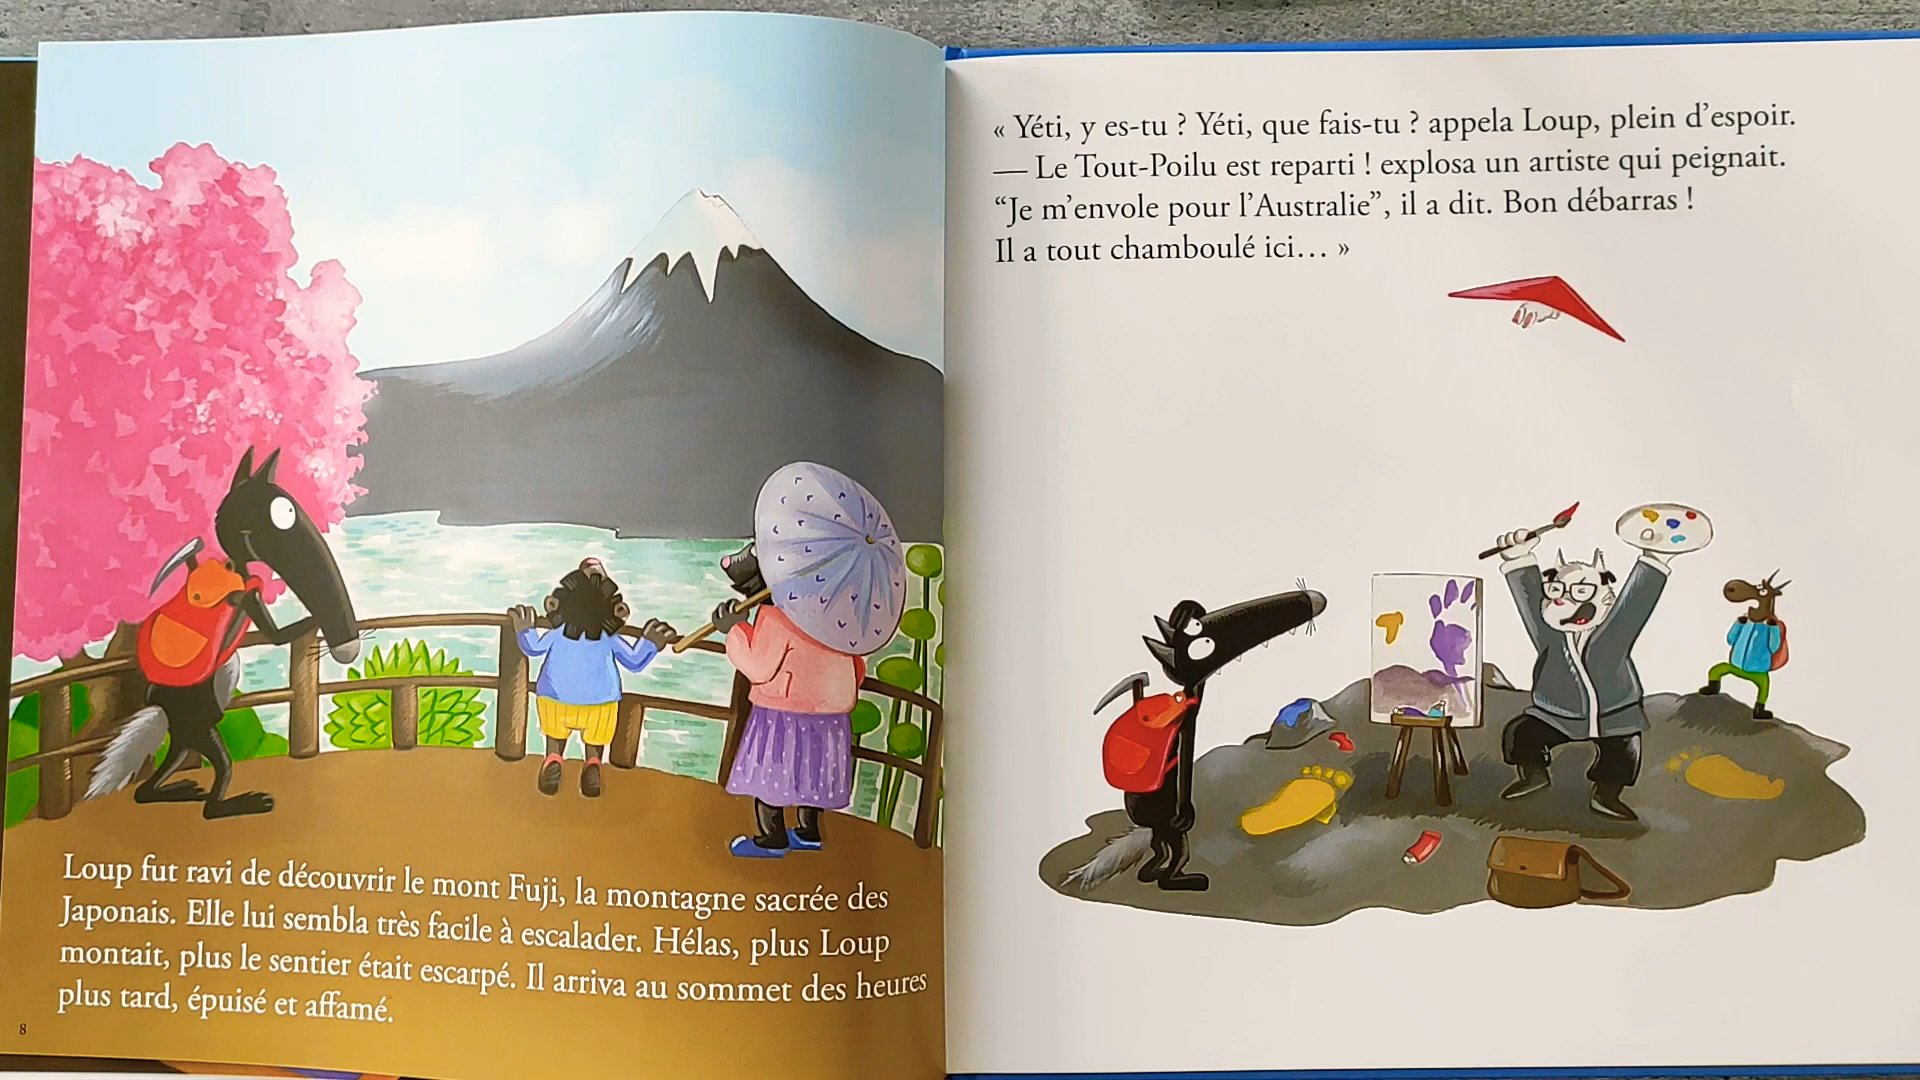 Loup fut ravi de découvrir le mont Fuji, la montagne sacrée des
Japonais. Elle lui sembla très facile à escalader. Hélas, plus Loup
montait, plus le sentier était escarpé. Il arriva au sommet des heures
plus tard, épuisé et affamé.
8
« Yéti, y es-tu ? Yéti, que fais-tu ? appela Loup, plein d’espoir.
— Le Tout-Poilu est reparti ! explosa un artiste qui peignait.
“Je m’envole pour l’Australie”, il a dit. Bon débarras !
Il a tout chamboulé ici… »